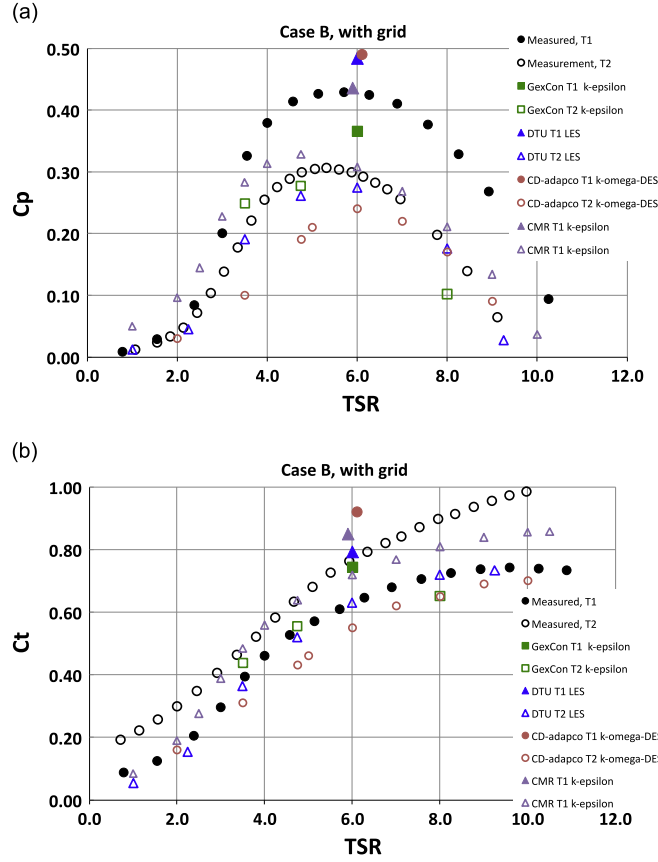 (a)
Case B, with grid
0.50
0.40
0.30
0.20
0.10
0.00
Cp
0.0
2.0
4.0
6.0
8.0
10.0
12.0
TSR
Measured, T1
Measurement, T2
GexCon T1 k-epsilon
GexCon T2 k-epsilon
DTU T1 LES
DTU T2 LES
CD-adapco T1 k-omega-DES
CD-adapco T2 k-omega-DES
CMR T1 k-epsilon
CMR T1 k-epsilon
(b)
Case B, with grid
1.00
0.80
0.60
0.40
0.20
0.00
Ct
0.0
2.0
4.0
6.0
8.0
10.0
12.0
TSR
Measured, T1
Measured, T2
GexCon T1 k-epsilon
GexCon T2 k-epsilon
DTU T1 LES
DTU T2 LES
CD-adapco T1 k-omega-DES
CD-adapco T2 k-omega-DES
CMR T1 k-epsilon
CMR T1 k-epsilon